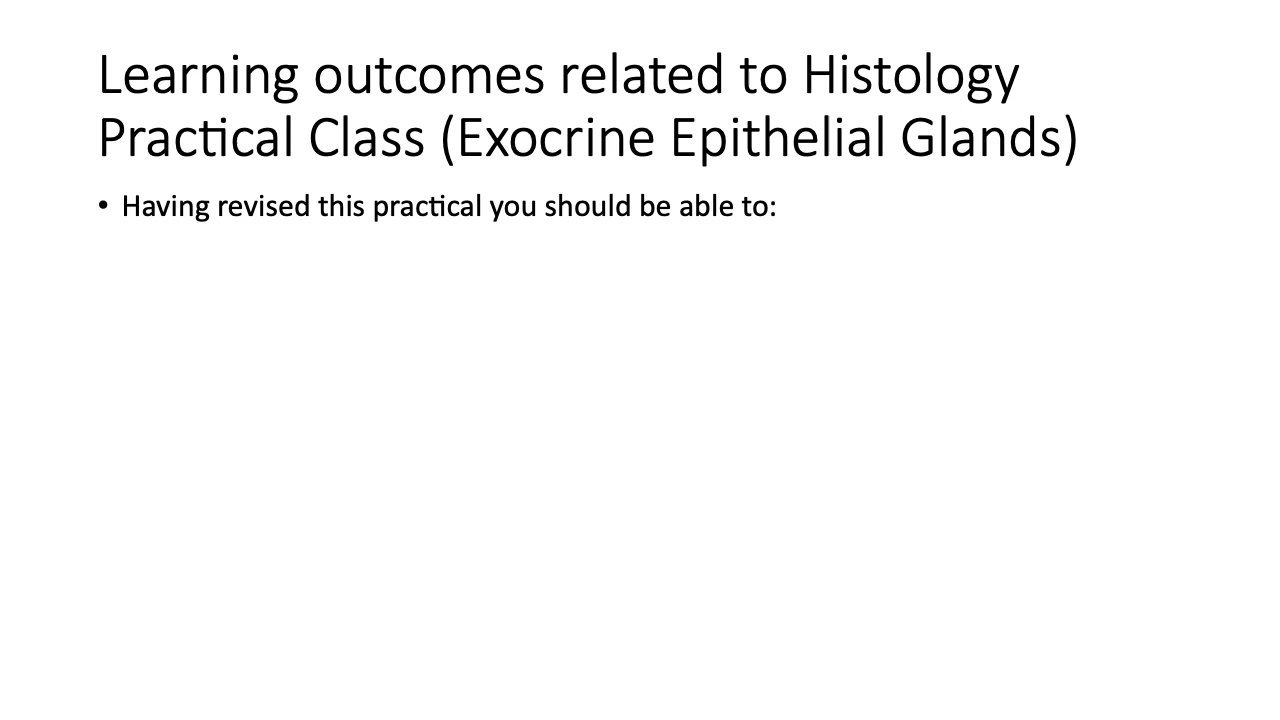 Learning outcomes related to Histology
Practical Class (Exocrine Epithelial Glands)
• Having revised this practical you should be able to: